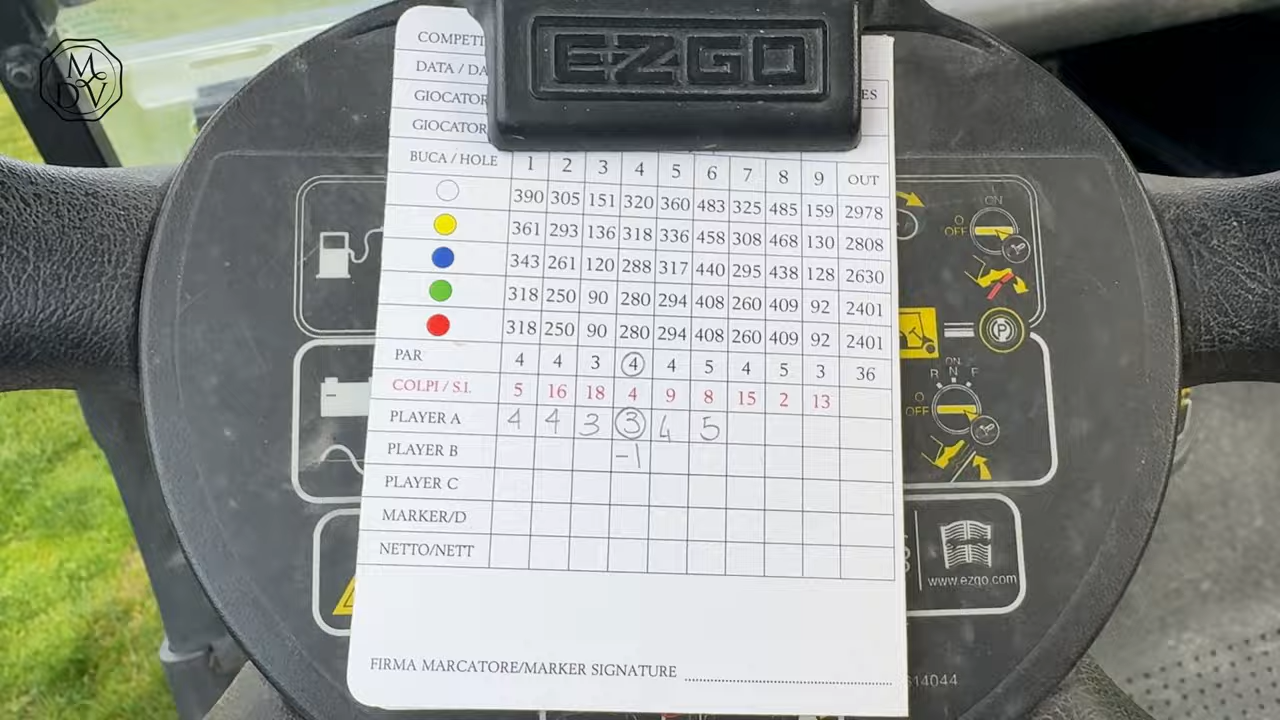 M
DV
EZGO
COMPETI
DATA / DA
GIOCATOR
ES
GIOCATOR
BUCA / HOLE 1 2 3 4 5 6 7 8 9 OUT
390 305 151 320 360 483 325 485 159 2978
361 293 136 318 336 458 308 468 130 2808
343 261 120 288 317 440 295 438 128 2630
318 250 90 280 294 408 260 409 92 2401
318 250 90 280 294 408 260 409 92 2401
PAR 4 4 3 4 4 5 4 5 3 36
COLPI / S.I. 5 16 18 4 9 8 15 2 13
PLAYER A 4 4 3 3 4 5
PLAYER B -1
PLAYER C
MARKER/D
NETTO/NETT
FIRMA MARCATORE/MARKER SIGNATURE
ON
O
OFF
P
ON
R N F
O
OFF
www.ezgo.com
614044